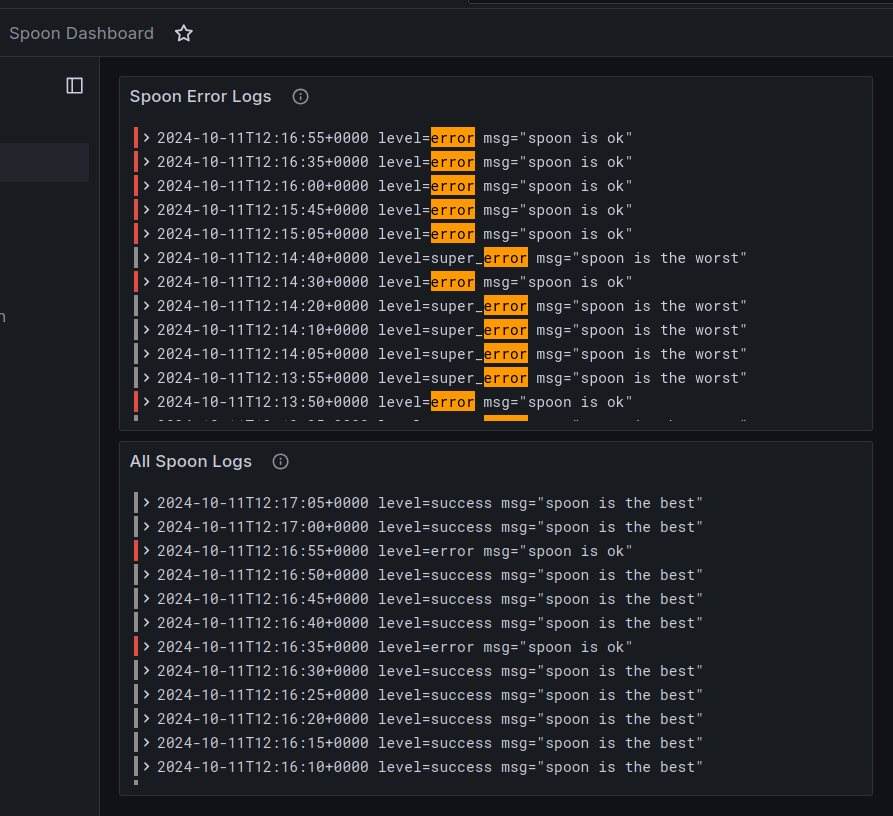 Spoon Dashboard
Spoon Error Logs
2024-10-11T12:16:55+0000 level=error msg="spoon is ok"
2024-10-11T12:16:35+0000 level=error msg="spoon is ok"
2024-10-11T12:16:00+0000 level=error msg="spoon is ok"
2024-10-11T12:15:45+0000 level=error msg="spoon is ok"
2024-10-11T12:15:05+0000 level=error msg="spoon is ok"
2024-10-11T12:14:40+0000 level=super_error msg="spoon is the worst"
2024-10-11T12:14:30+0000 level=error msg="spoon is ok"
2024-10-11T12:14:20+0000 level=super_error msg="spoon is the worst"
2024-10-11T12:14:10+0000 level=super_error msg="spoon is the worst"
2024-10-11T12:14:05+0000 level=super_error msg="spoon is the worst"
2024-10-11T12:13:55+0000 level=super_error msg="spoon is the worst"
2024-10-11T12:13:50+0000 level=error msg="spoon is ok"
All Spoon Logs
2024-10-11T12:17:05+0000 level=success msg="spoon is the best"
2024-10-11T12:17:00+0000 level=success msg="spoon is the best"
2024-10-11T12:16:55+0000 level=error msg="spoon is ok"
2024-10-11T12:16:50+0000 level=success msg="spoon is the best"
2024-10-11T12:16:45+0000 level=success msg="spoon is the best"
2024-10-11T12:16:40+0000 level=success msg="spoon is the best"
2024-10-11T12:16:35+0000 level=error msg="spoon is ok"
2024-10-11T12:16:30+0000 level=success msg="spoon is the best"
2024-10-11T12:16:25+0000 level=success msg="spoon is the best"
2024-10-11T12:16:20+0000 level=success msg="spoon is the best"
2024-10-11T12:16:15+0000 level=success msg="spoon is the best"
2024-10-11T12:16:10+0000 level=success msg="spoon is the best"